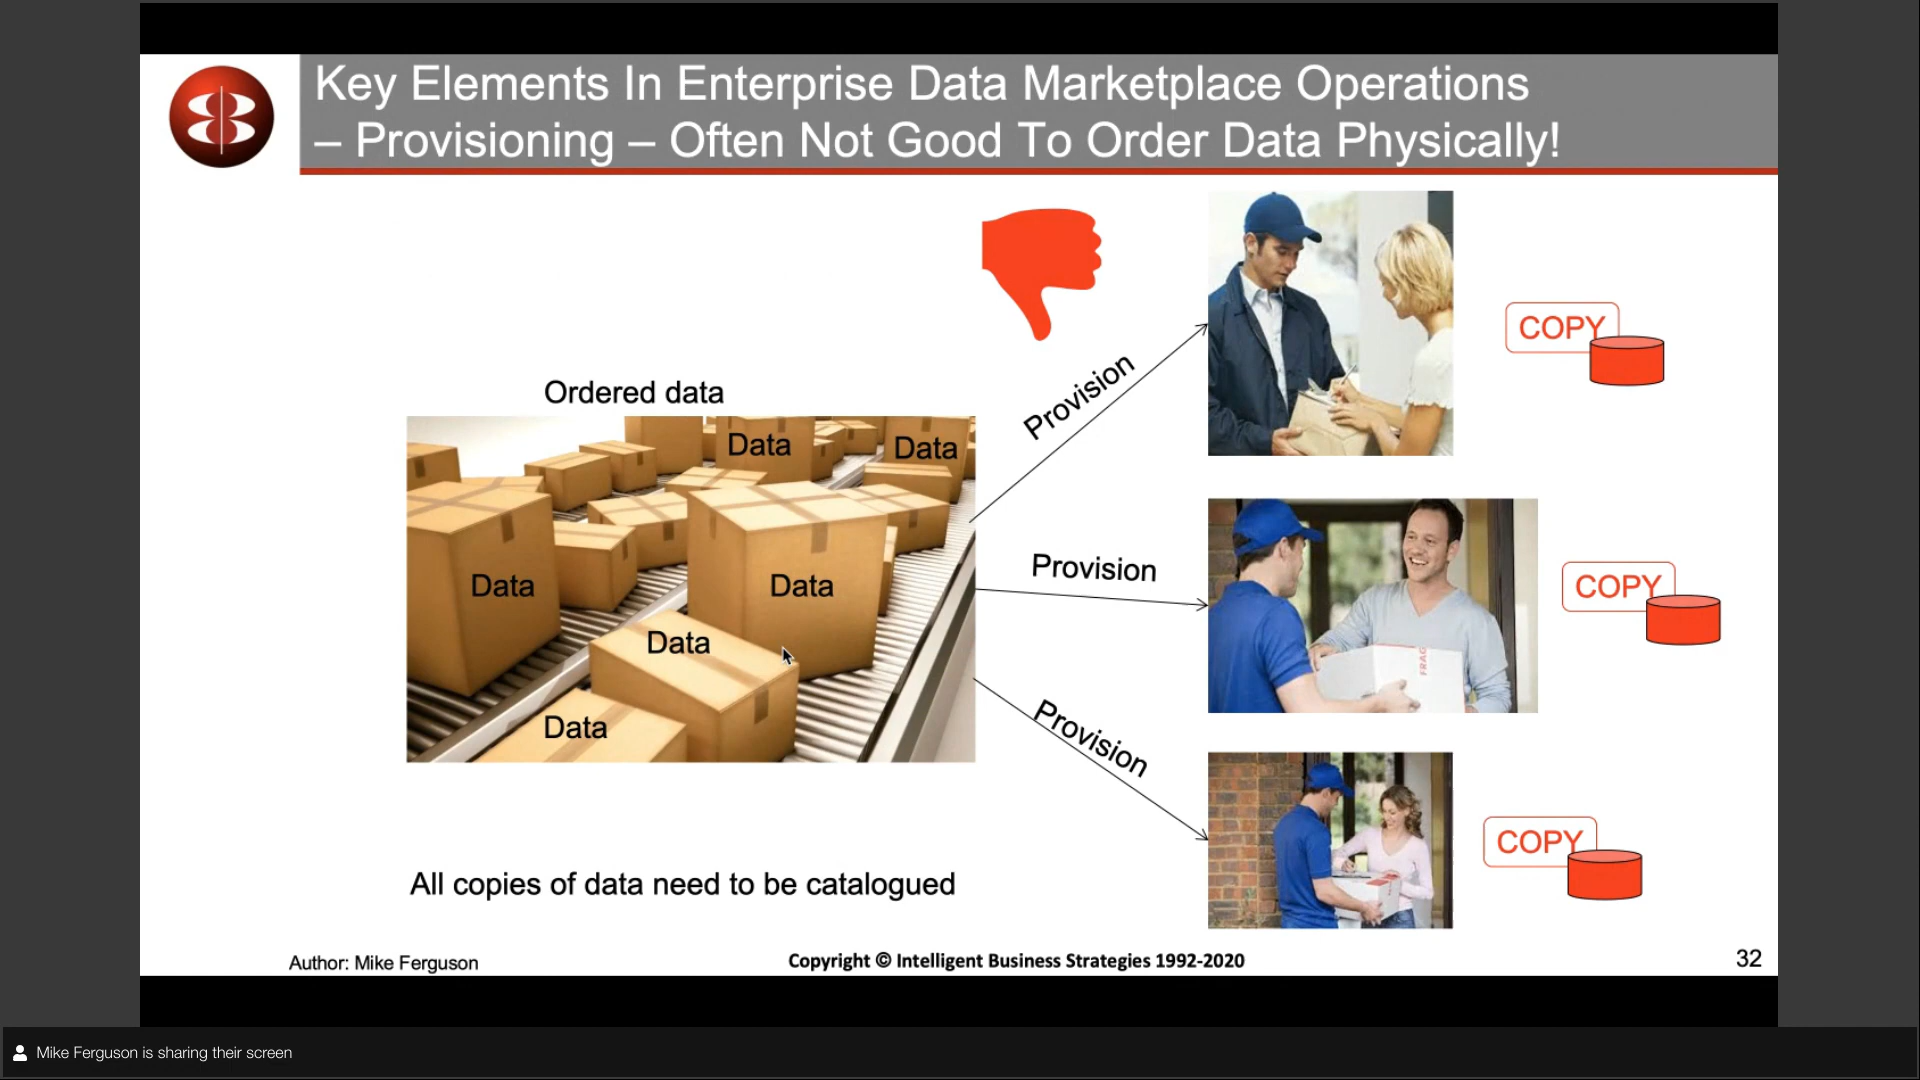 Key Elements In Enterprise Data Marketplace Operations
– Provisioning – Often Not Good To Order Data Physically!
Ordered data
Data
Data
Data
Data
Data
Data
Provision
Provision
Provision
COPY
COPY
COPY
All copies of data need to be catalogued
Author: Mike Ferguson
Copyright © Intelligent Business Strategies 1992-2020
32
Mike Ferguson is sharing their screen